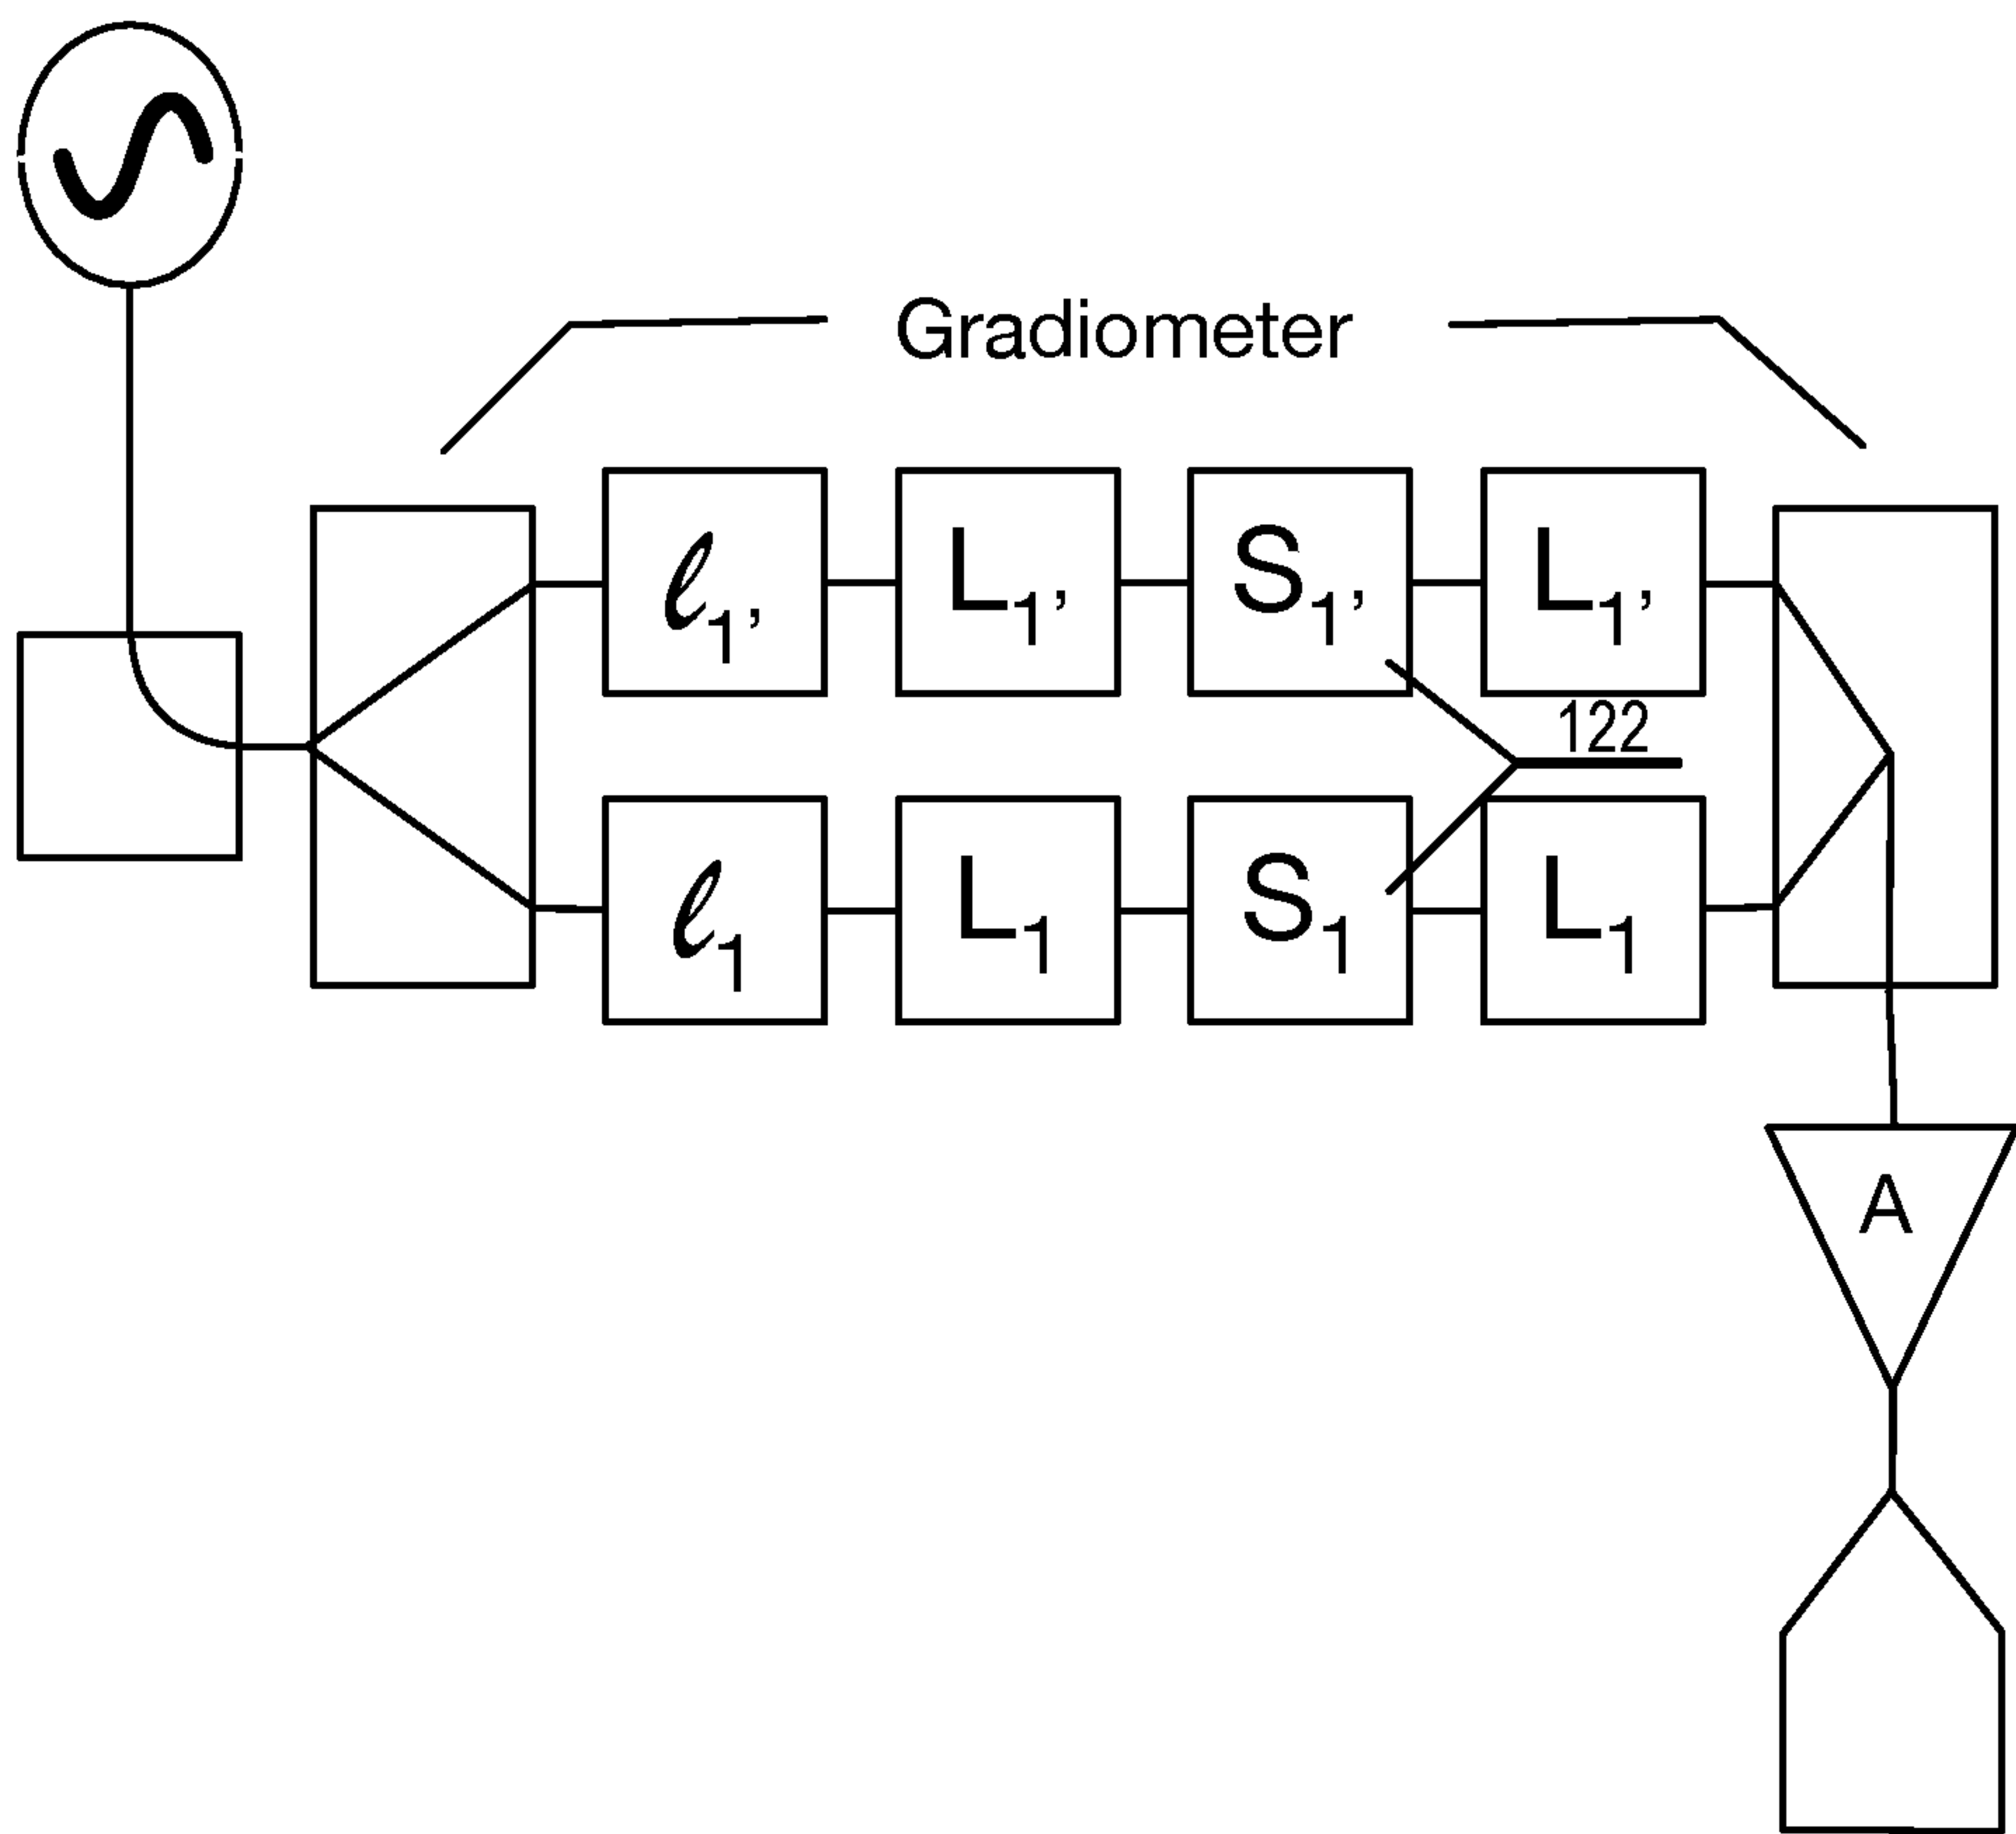 Gradiometer
ℓ1, L1, S1, L1,
122
ℓ1 L1 S1 L1
A